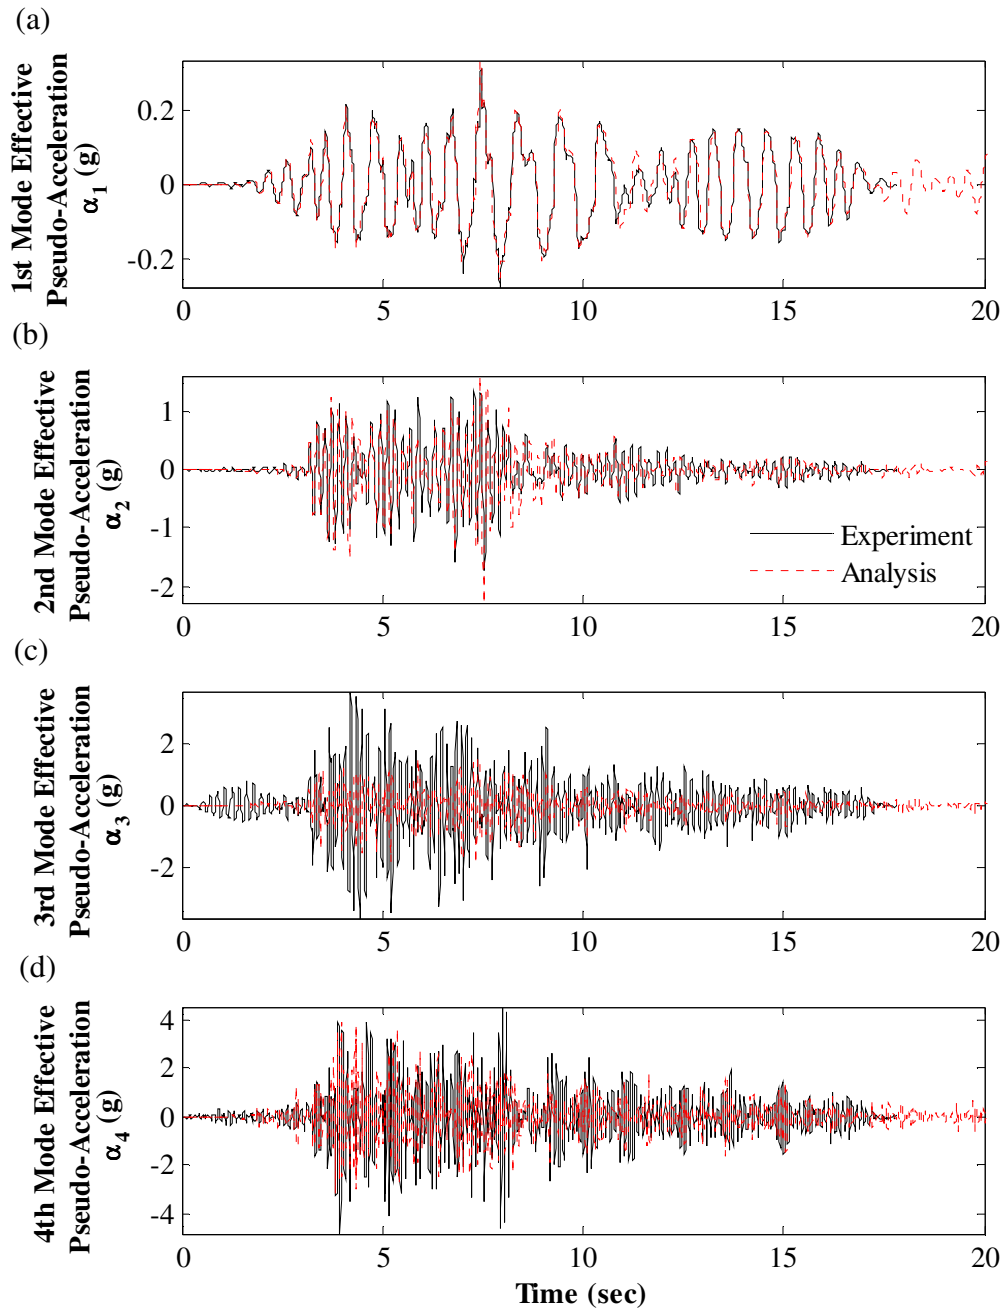 (a)
1st Mode Effective
Pseudo-Acceleration
α1 (g)
0.2
0
-0.2
0
5
10
15
20
(b)
2nd Mode Effective
Pseudo-Acceleration
α2 (g)
1
0
-1
-2
Experiment
Analysis
0
5
10
15
20
(c)
3rd Mode Effective
Pseudo-Acceleration
α3 (g)
2
0
-2
0
5
10
15
20
(d)
4th Mode Effective
Pseudo-Acceleration
α4 (g)
4
2
0
-2
-4
0
5
10
15
20
Time (sec)